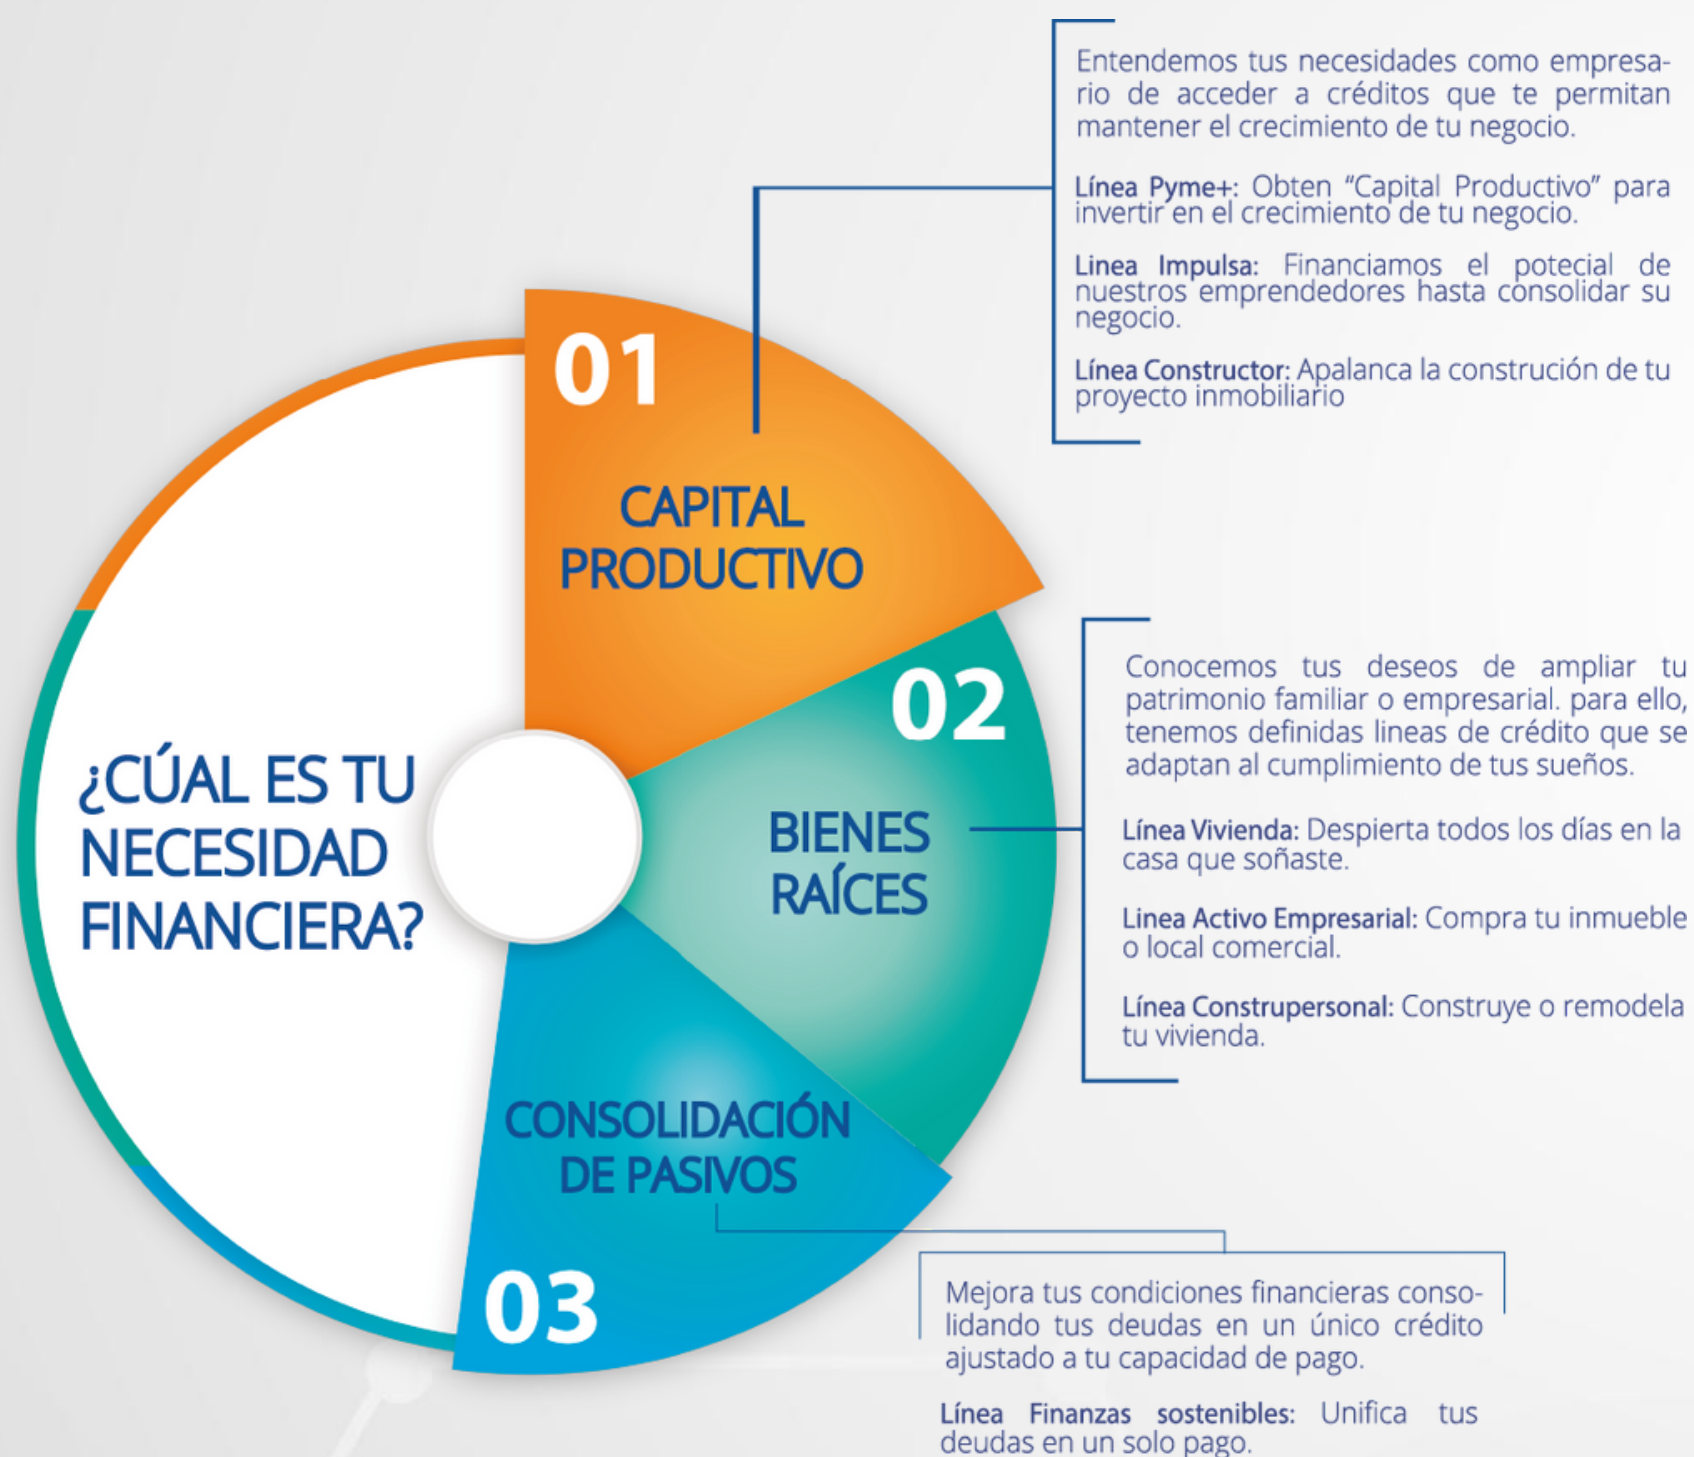 ¿CÚAL ES TU
NECESIDAD
FINANCIERA?
01
CAPITAL
PRODUCTIVO
Entendemos tus necesidades como empresa-
rio de acceder a créditos que te permitan
mantener el crecimiento de tu negocio.
Línea Pyme+: Obten “Capital Productivo” para
invertir en el crecimiento de tu negocio.
Linea Impulsa: Financiamos el potecial de
nuestros emprendedores hasta consolidar su
negocio.
Línea Constructor: Apalanca la construción de tu
proyecto inmobiliario
02
BIENES
RAÍCES
Conocemos tus deseos de ampliar tu
patrimonio familiar o empresarial. para ello,
tenemos definidas lineas de crédito que se
adaptan al cumplimiento de tus sueños.
Línea Vivienda: Despierta todos los días en la
casa que soñaste.
Linea Activo Empresarial: Compra tu inmueble
o local comercial.
Línea Construpersonal: Construye o remodela
tu vivienda.
CONSOLIDACIÓN
DE PASIVOS
03
Mejora tus condiciones financieras conso-
lidando tus deudas en un único crédito
ajustado a tu capacidad de pago.
Línea Finanzas sostenibles: Unifica tus
deudas en un solo pago.